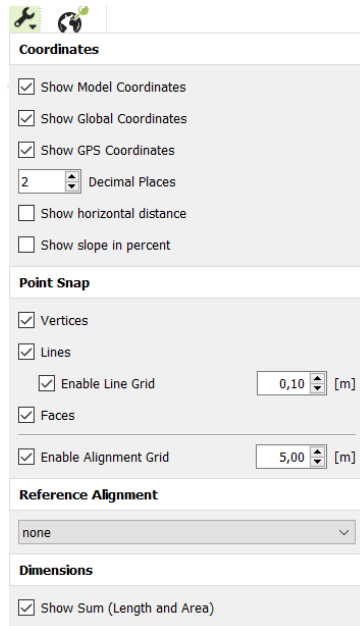 Coordinates
Show Model Coordinates
Show Global Coordinates
Show GPS Coordinates
2 Decimal Places
Show horizontal distance
Show slope in percent
Point Snap
Vertices
Lines
Enable Line Grid 0,10 [m]
Faces
Enable Alignment Grid 5,00 [m]
Reference Alignment
none
Dimensions
Show Sum (Length and Area)